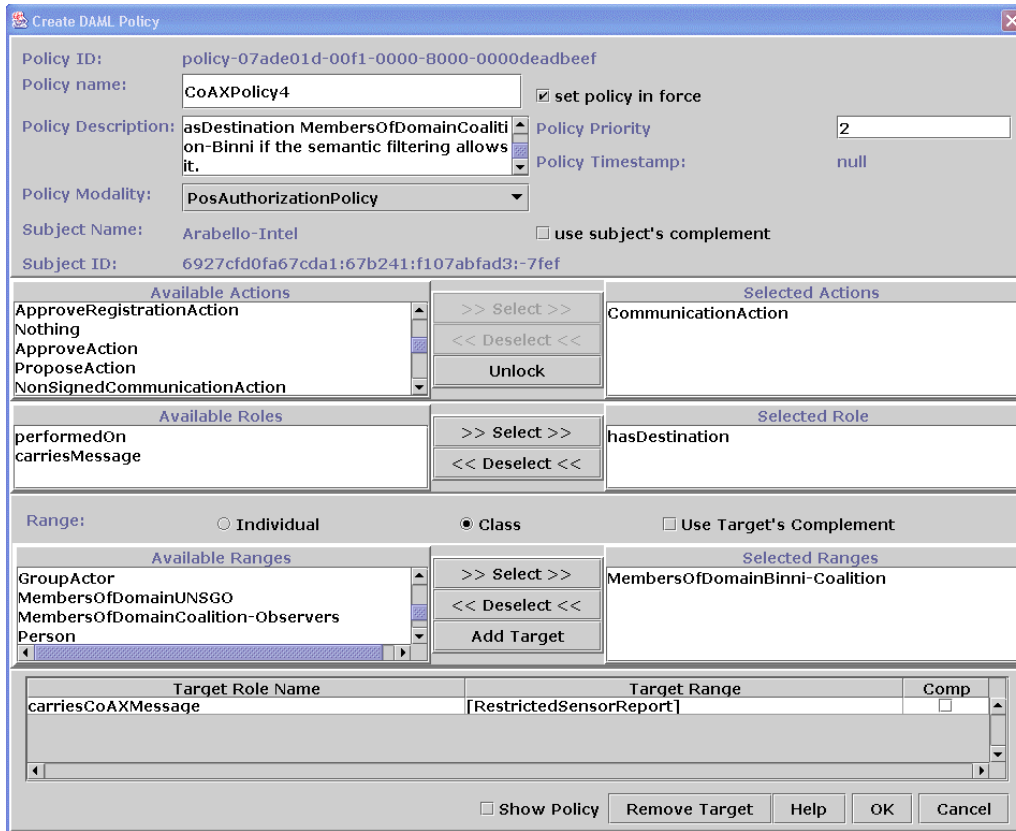 Create DAML Policy
Policy ID: policy-07ade01d-00f1-0000-8000-0000deadbeef
Policy name: CoAXPolicy4 set policy in force
Policy Description: asDestination MembersOfDomainCoaliti
on-Binni if the semantic filtering allows
it.
Policy Priority 2
Policy Timestamp: null
Policy Modality: PosAuthorizationPolicy
Subject Name: Arabello-Intel use subject's complement
Subject ID: 6927cfd0fa67cda1:67b241:f107abfad3:-7fef
Available Actions
ApproveRegistrationAction
Nothing
ApproveAction
ProposeAction
NonSignedCommunicationAction
>> Select >>
<< Deselect <<
Unlock
Selected Actions
CommunicationAction
Available Roles
performedOn
carriesMessage
>> Select >>
<< Deselect <<
Selected Role
hasDestination
Range: Individual Class Use Target's Complement
Available Ranges
GroupActor
MembersOfDomainUNSGO
MembersOfDomainCoalition-Observers
Person
>> Select >>
<< Deselect <<
Add Target
Selected Ranges
MembersOfDomainBinni-Coalition
Target Role Name Target Range Comp
carriesCoAXMessage [RestrictedSensorReport]
Show Policy Remove Target Help OK Cancel